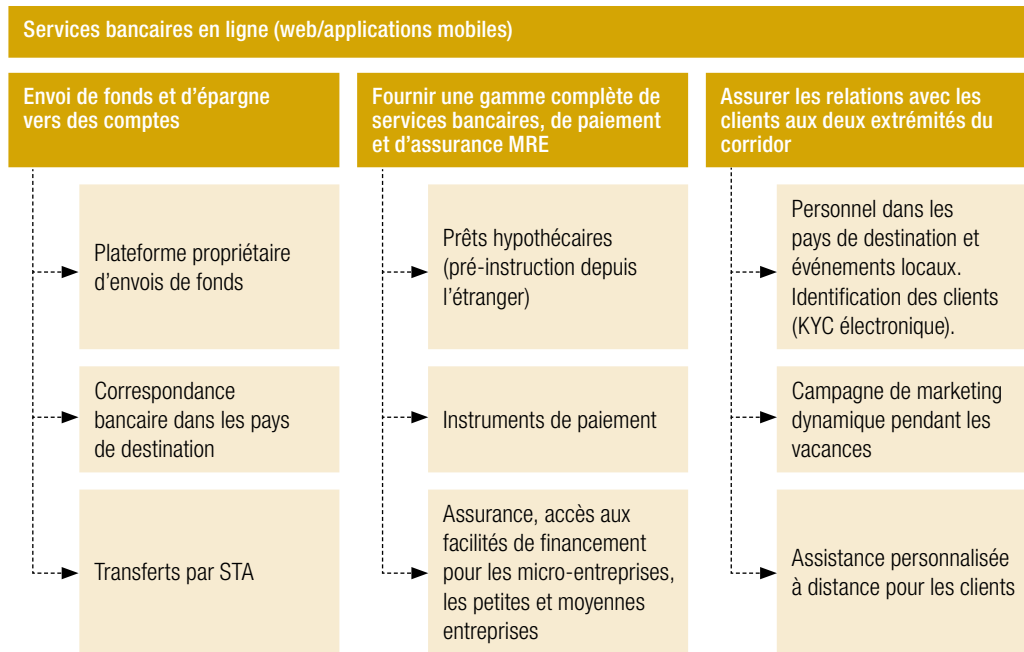 Services bancaires en ligne (web/applications mobiles)
Envoi de fonds et d’épargne
vers des comptes
Plateforme propriétaire
d’envois de fonds
Correspondance
bancaire dans les pays
de destination
Transferts par STA
Fournir une gamme complète de
services bancaires, de paiement
et d’assurance MRE
Prêts hypothécaires
(pré-instruction depuis
l’étranger)
Instruments de paiement
Assurance, accès aux
facilités de financement
pour les micro-entreprises,
les petites et moyennes
entreprises
Assurer les relations avec les
clients aux deux extrémités du
corridor
Personnel dans les
pays de destination et
événements locaux.
Identification des clients
(KYC électronique).
Campagne de marketing
dynamique pendant les
vacances
Assistance personnalisée
à distance pour les clients